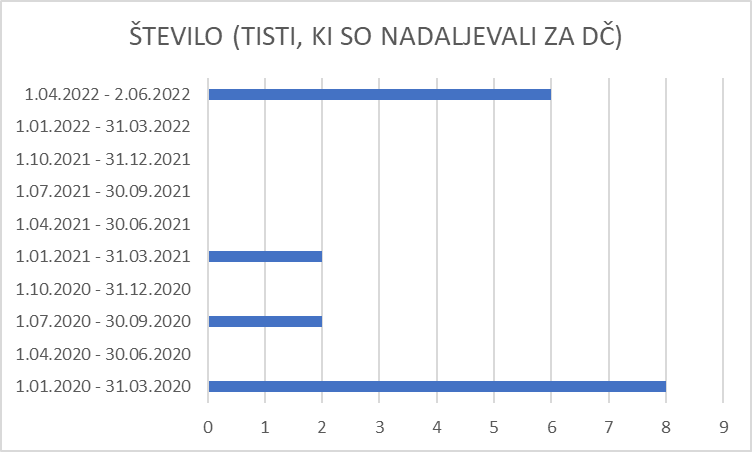 ŠTEVILO (TISTI, KI SO NADALJEVALI ZA DČ)
1.04.2022 - 2.06.2022
1.01.2022 - 31.03.2022
1.10.2021 - 31.12.2021
1.07.2021 - 30.09.2021
1.04.2021 - 30.06.2021
1.01.2021 - 31.03.2021
1.10.2020 - 31.12.2020
1.07.2020 - 30.09.2020
1.04.2020 - 30.06.2020
1.01.2020 - 31.03.2020
0 1 2 3 4 5 6 7 8 9